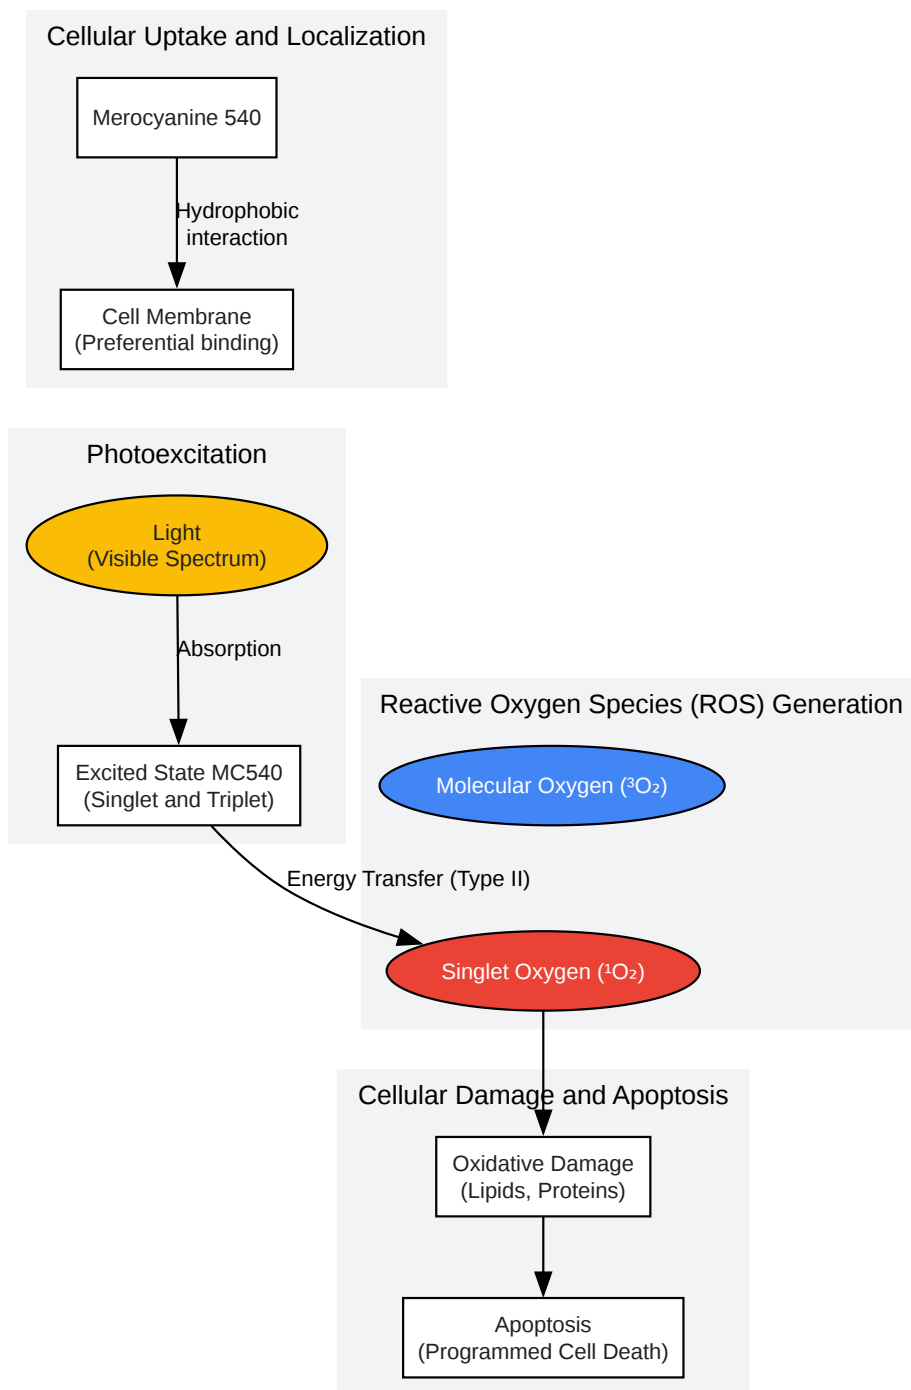 Cellular Uptake and Localization
Merocyanine 540
Hydrophobic
interaction
Cell Membrane
(Preferential binding)
Photoexcitation
Light
(Visible Spectrum)
Absorption
Excited State MC540
(Singlet and Triplet)
Reactive Oxygen Species (ROS) Generation
Molecular Oxygen (³O₂)
Energy Transfer (Type II)
Singlet Oxygen (¹O₂)
Cellular Damage and Apoptosis
Oxidative Damage
(Lipids, Proteins)
Apoptosis
(Programmed Cell Death)